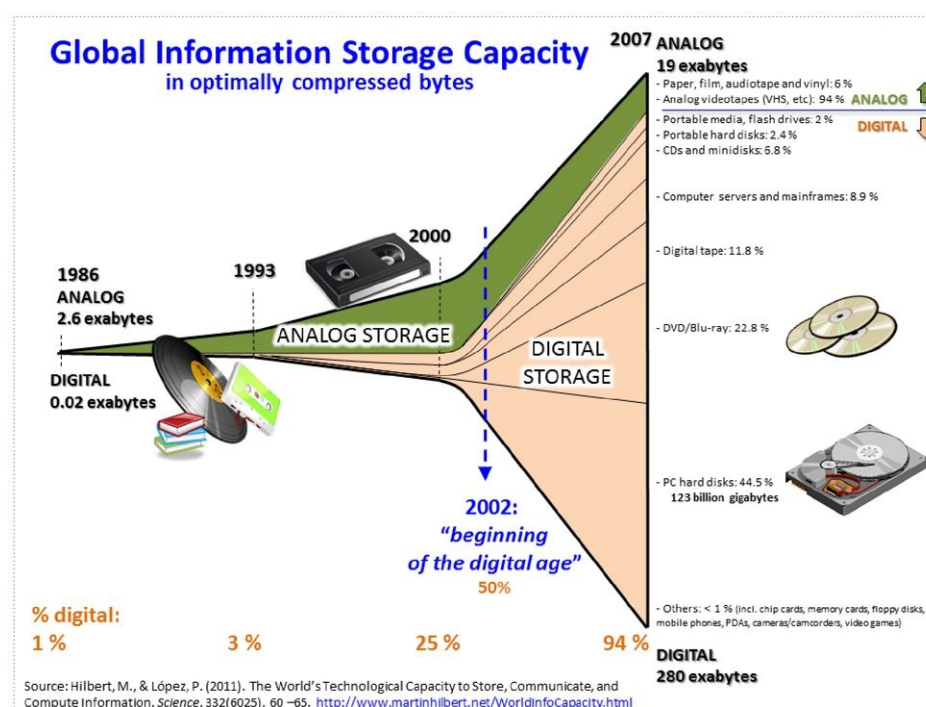 Global Information Storage Capacity
in optimally compressed bytes
2007 ANALOG
19 exabytes
- Paper, film, audiotape and vinyl: 6 %
- Analog videotapes (VHS, etc): 94 %
ANALOG
- Portable media, flash drives: 2 %
DIGITAL
- Portable hard disks: 2.4 %
- CDs and minidisks: 6.8 %
- Computer servers and mainframes: 8.9 %
- Digital tape: 11.8 %
- DVD/Blu-ray: 22.8 %
- PC hard disks: 44.5 %
123 billion gigabytes
- Others: < 1 % (incl. chip cards, memory cards, floppy disks,
mobile phones, PDAs, cameras/camcorders, video games)
DIGITAL
280 exabytes
1986
ANALOG
2.6 exabytes
DIGITAL
0.02 exabytes
1993
2000
ANALOG STORAGE
DIGITAL
STORAGE
2002:
"beginning
of the digital age"
50%
% digital:
1 %
3 %
25 %
94 %
Source: Hilbert, M., & López, P. (2011). The World's Technological Capacity to Store, Communicate, and
Compute Information. Science, 332(6025), 60 –65. http://www.martinhilbert.net/WorldInfoCapacity.html